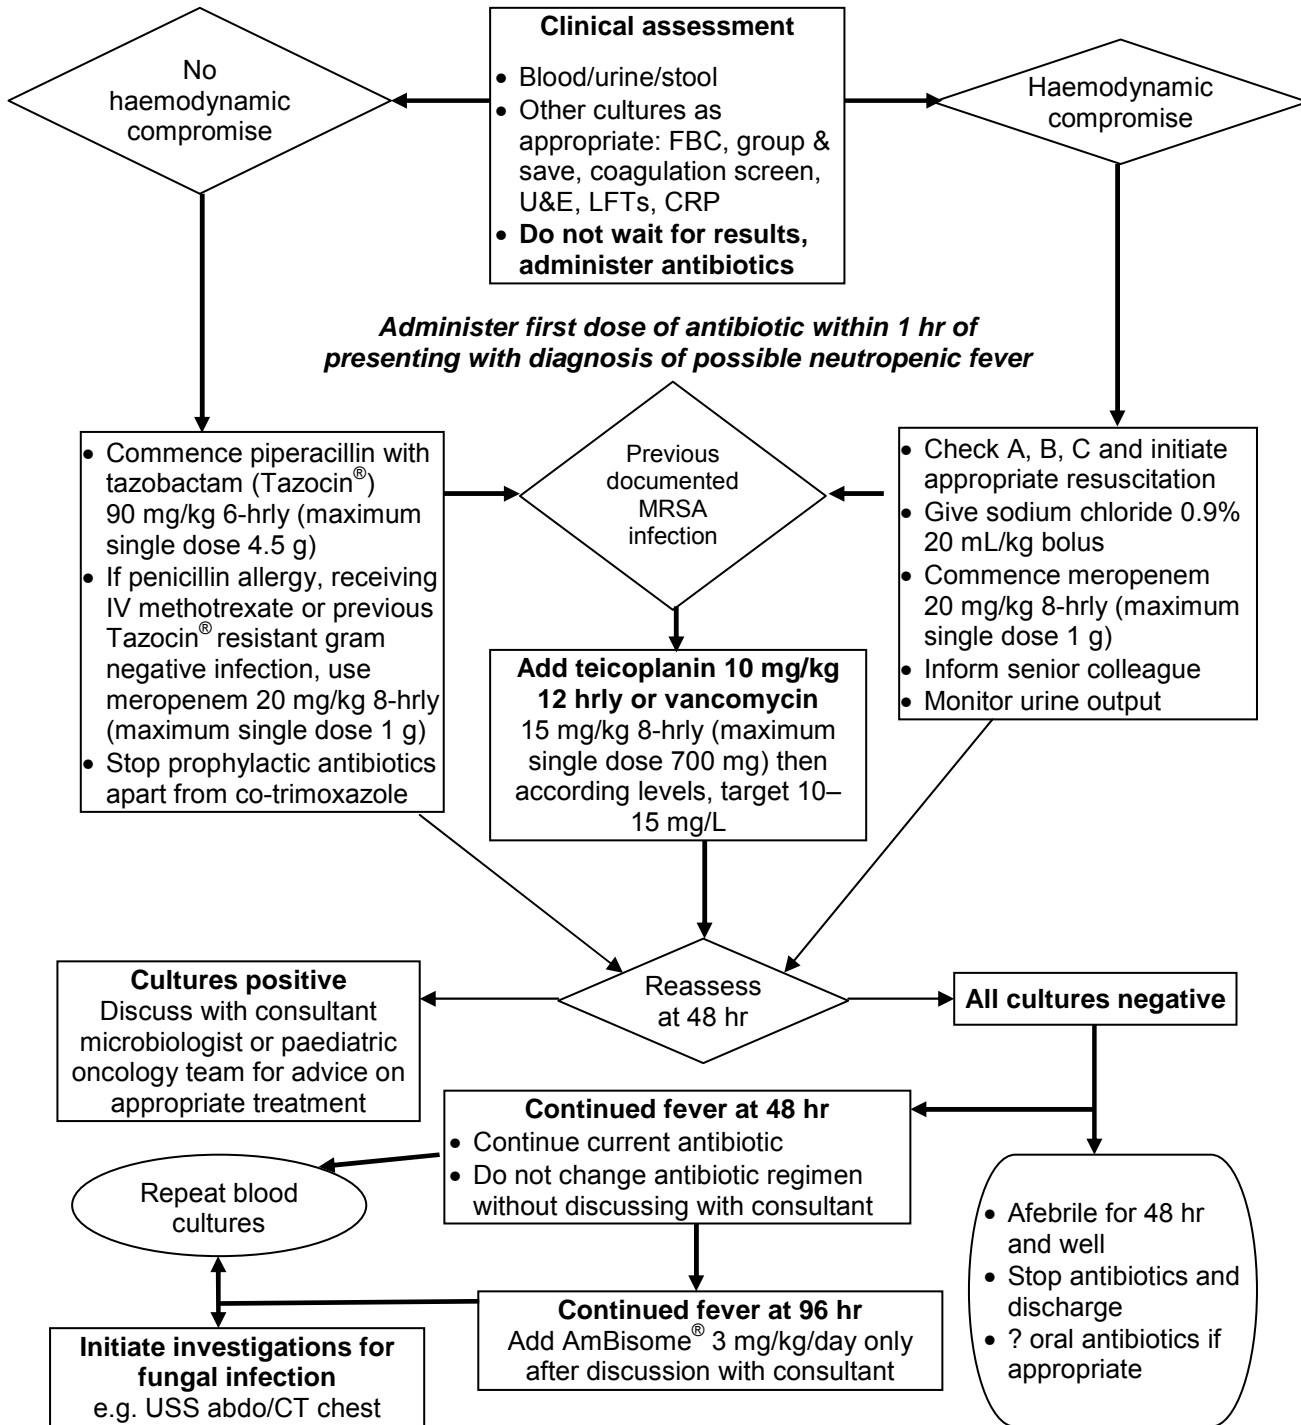 Clinical assessment
• Blood/urine/stool
• Other cultures as
appropriate: FBC, group &
save, coagulation screen,
U&E, LFTs, CRP
• Do not wait for results,
administer antibiotics
No
haemodynamic
compromise
Haemodynamic
compromise
Administer first dose of antibiotic within 1 hr of
presenting with diagnosis of possible neutropenic fever
• Commence piperacillin with
tazobactam (Tazocin®)
90 mg/kg 6-hrly (maximum
single dose 4.5 g)
• If penicillin allergy, receiving
IV methotrexate or previous
Tazocin® resistant gram
negative infection, use
meropenem 20 mg/kg 8-hrly
(maximum single dose 1 g)
• Stop prophylactic antibiotics
apart from co-trimoxazole
Previous
documented
MRSA
infection
• Check A, B, C and initiate
appropriate resuscitation
• Give sodium chloride 0.9%
20 mL/kg bolus
• Commence meropenem
20 mg/kg 8-hrly (maximum
single dose 1 g)
• Inform senior colleague
• Monitor urine output
Add teicoplanin 10 mg/kg
12 hrly or vancomycin
15 mg/kg 8-hrly (maximum
single dose 700 mg) then
according levels, target 10–
15 mg/L
Reassess
at 48 hr
Cultures positive
Discuss with consultant
microbiologist or paediatric
oncology team for advice on
appropriate treatment
All cultures negative
Continued fever at 48 hr
• Continue current antibiotic
• Do not change antibiotic regimen
without discussing with consultant
Repeat blood
cultures
• Afebrile for 48 hr
and well
• Stop antibiotics and
discharge
• ? oral antibiotics if
appropriate
Continued fever at 96 hr
Add AmBisome® 3 mg/kg/day only
after discussion with consultant
Initiate investigations for
fungal infection
e.g. USS abdo/CT chest